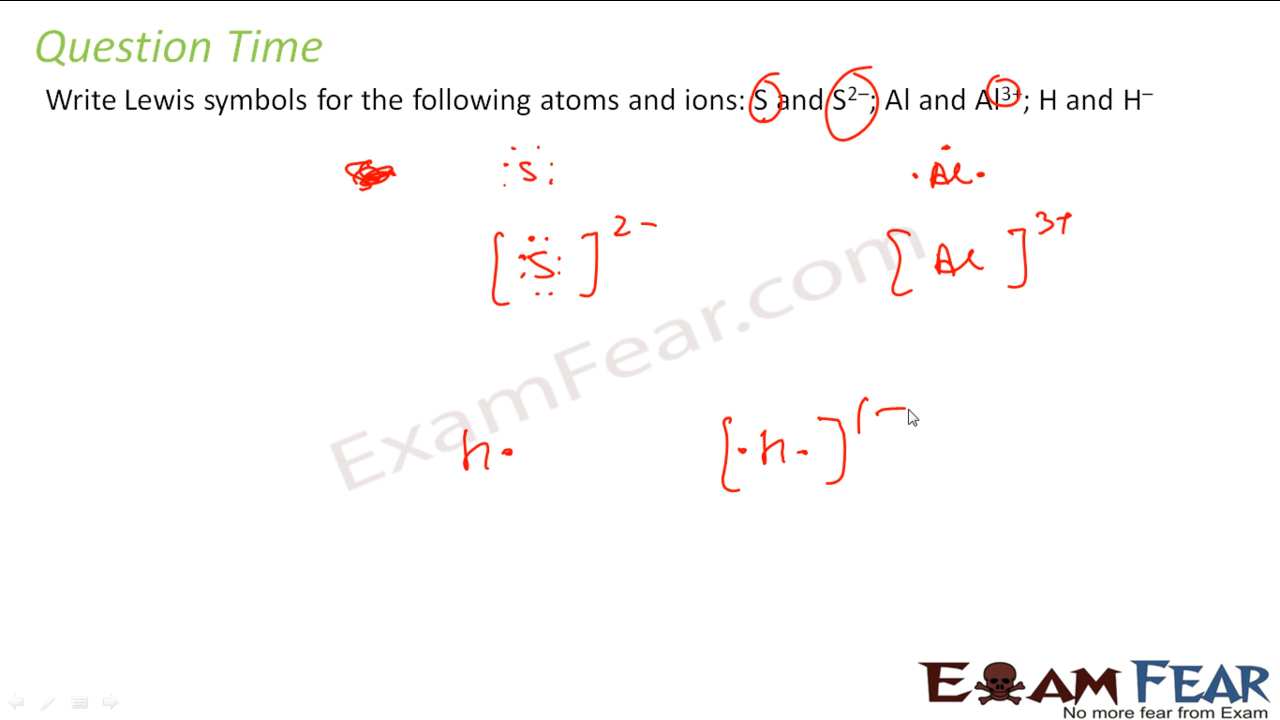 Question Time
Write Lewis symbols for the following atoms and ions: S and S²⁻; Al and Al³⁺; H and H⁻
S
Al
[S]²⁻
[Al]³⁺
ExamFear.com
H·
[·H·]¹⁻
EXAM FEAR
No more fear from Exam